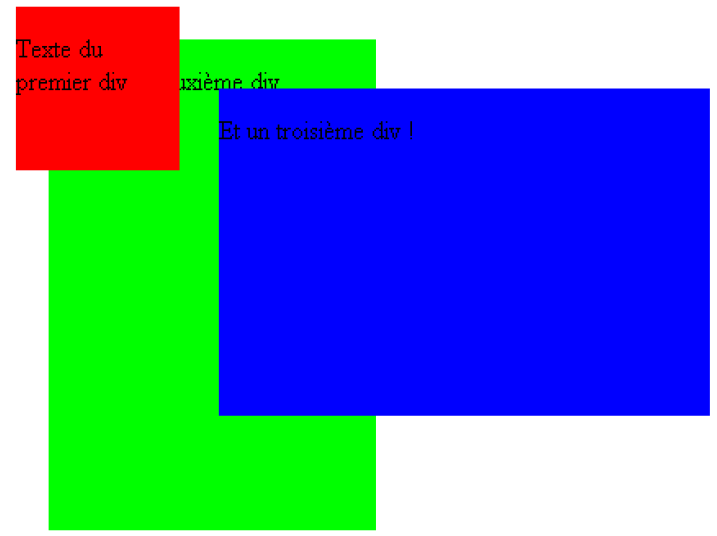 Texte du
premier div
uxième div
Et un troisième div !